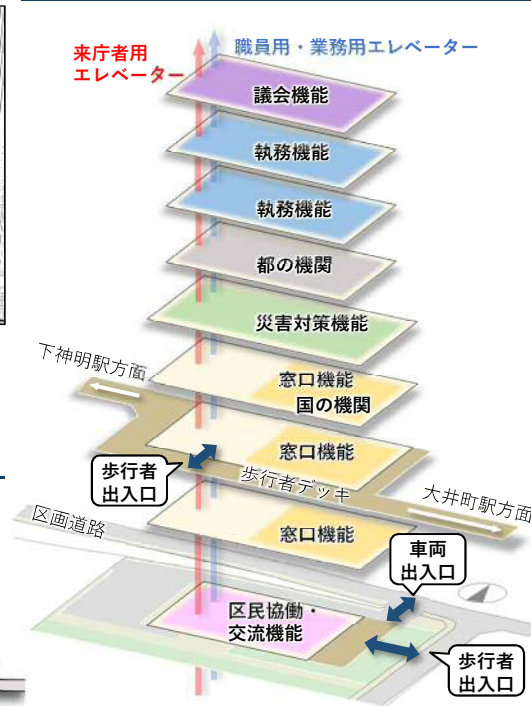 来庁者用
エレベーター
職員用・業務用エレベーター
議会機能
執務機能
執務機能
都の機関
災害対策機能
下神明駅方面
窓口機能
国の機関
窓口機能
歩行者
出入口
歩行者デッキ
大井町駅方面
区画道路
窓口機能
車両
出入口
区民協働・
交流機能
歩行者
出入口